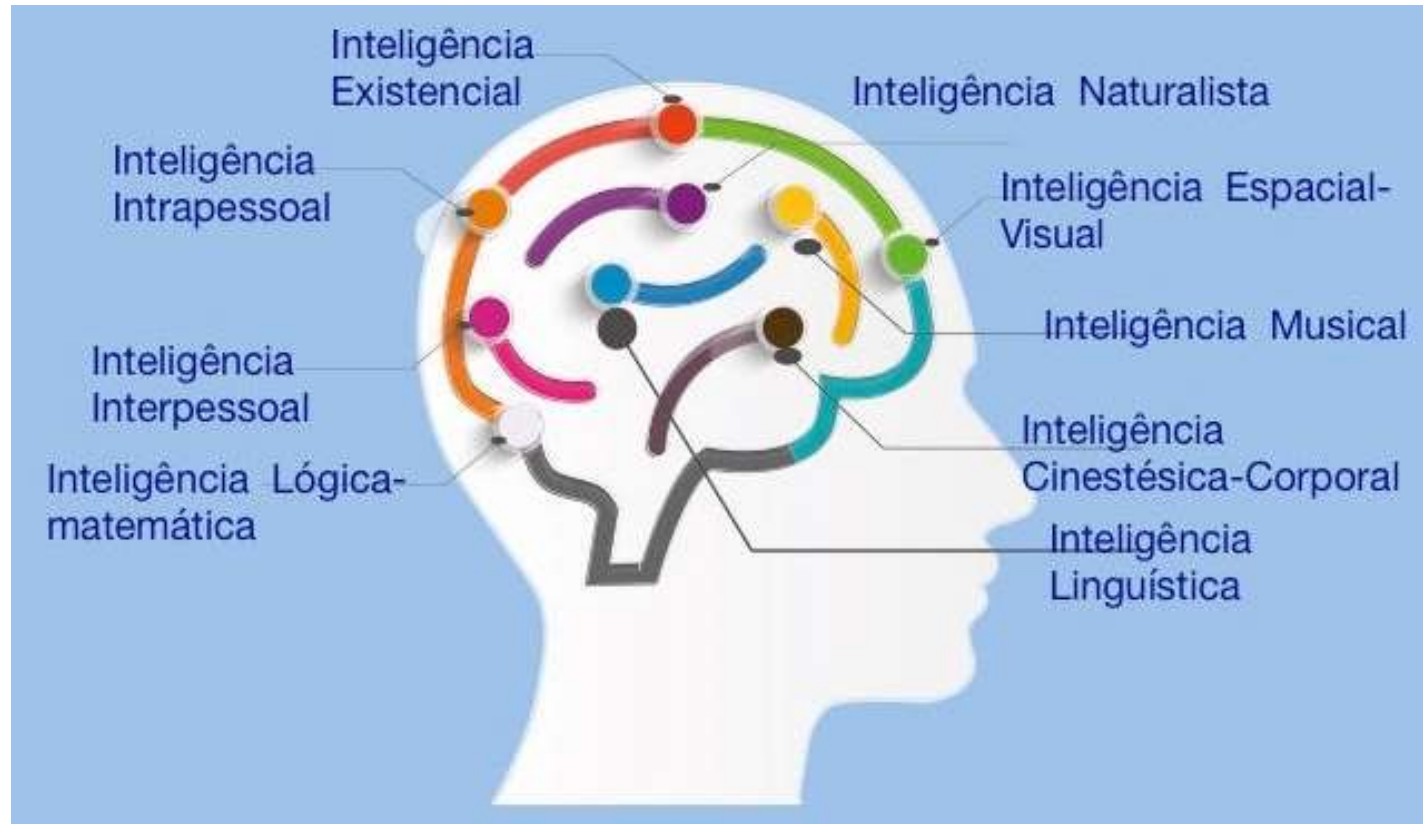 Inteligência
Existencial
Inteligência Naturalista
Inteligência
Intrapessoal
Inteligência Espacial-
Visual
Inteligência Musical
Inteligência
Interpessoal
Inteligência
Cinestésica-Corporal
Inteligência Lógica-
matemática
Inteligência
Linguística